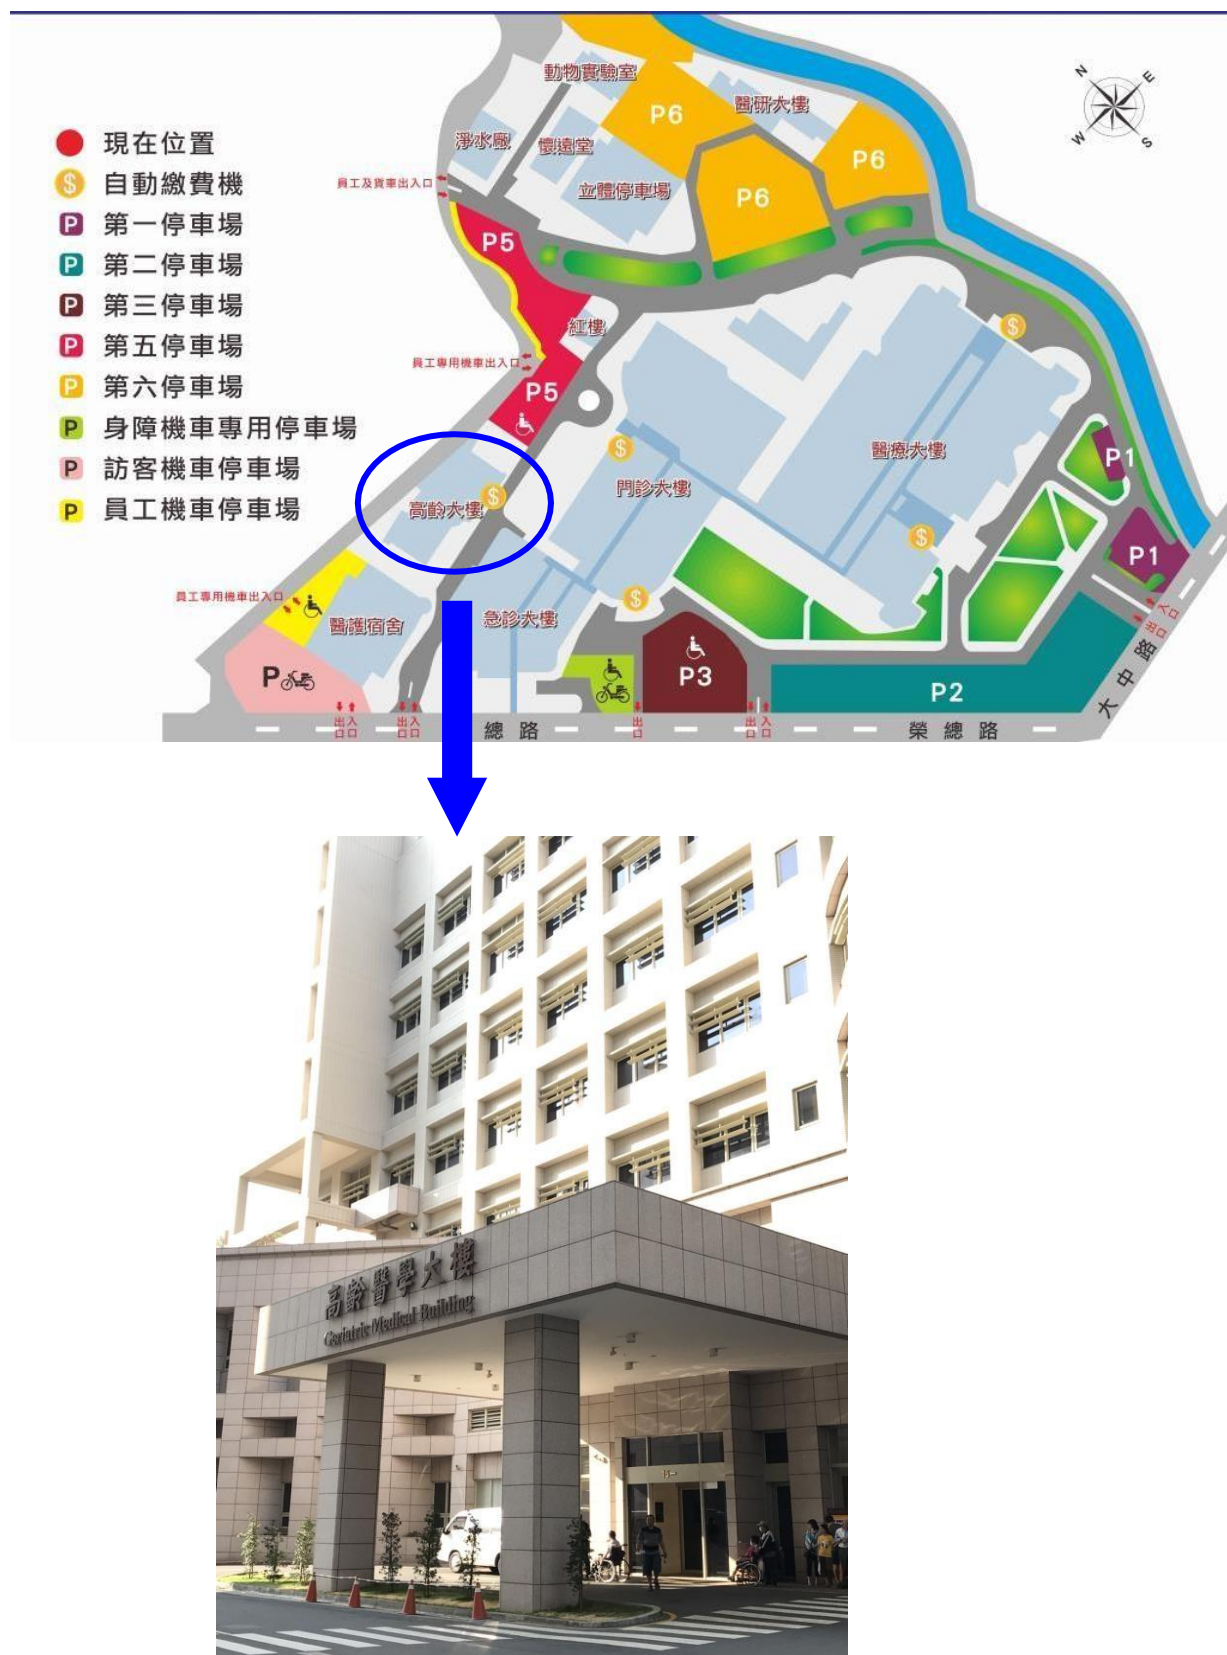 現在位置
$ 自動繳費機
P 第一停車場
P 第二停車場
P 第三停車場
P 第五停車場
P 第六停車場
P 身障機車專用停車場
P 訪客機車停車場
P 員工機車停車場
N
E
W
S
動物實驗室
P6
醫研大樓
淨水廠
懷遠堂
P6
員工及貨車出入口
立體停車場
P6
P5
紅樓
$
員工專用機車出入口
P5
$
醫療大樓
P1
門診大樓
高齡大樓
$
$
P1
員工專用機車出入口
$
醫護宿舍
急診大樓
P
P3
P2
出口
入口
出口
入口
出口
出口
入口
出口
入口
總路
榮總路
大中路
高齡醫學大樓
Geriatric Medical Building